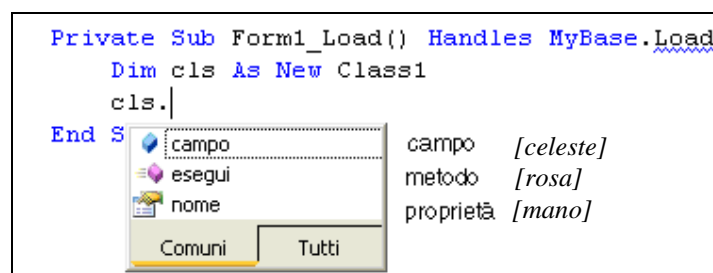 Private Sub Form1_Load() Handles MyBase.Load
Dim cls As New Class1
cls.
End S
campo campo [celeste]
esegui metodo [rosa]
nome proprietà [mano]
Comuni Tutti